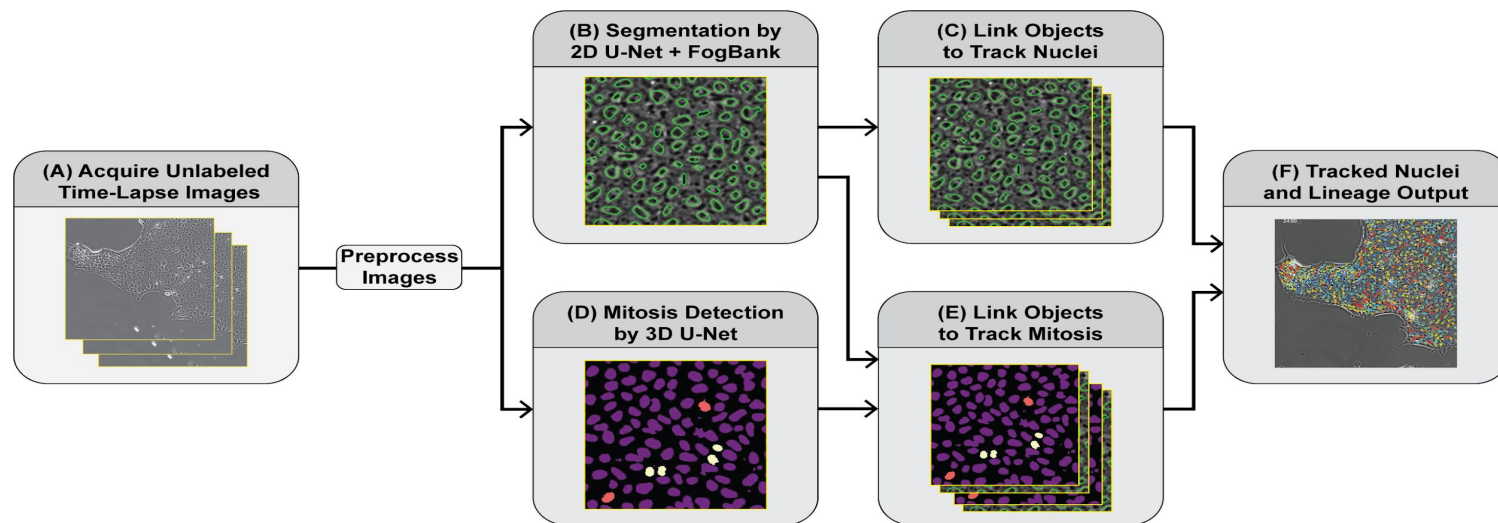 (A) Acquire Unlabeled
Time-Lapse Images
Preprocess
Images
(B) Segmentation by
2D U-Net + FogBank
(C) Link Objects
to Track Nuclei
(D) Mitosis Detection
by 3D U-Net
(E) Link Objects
to Track Mitosis
(F) Tracked Nuclei
and Lineage Output